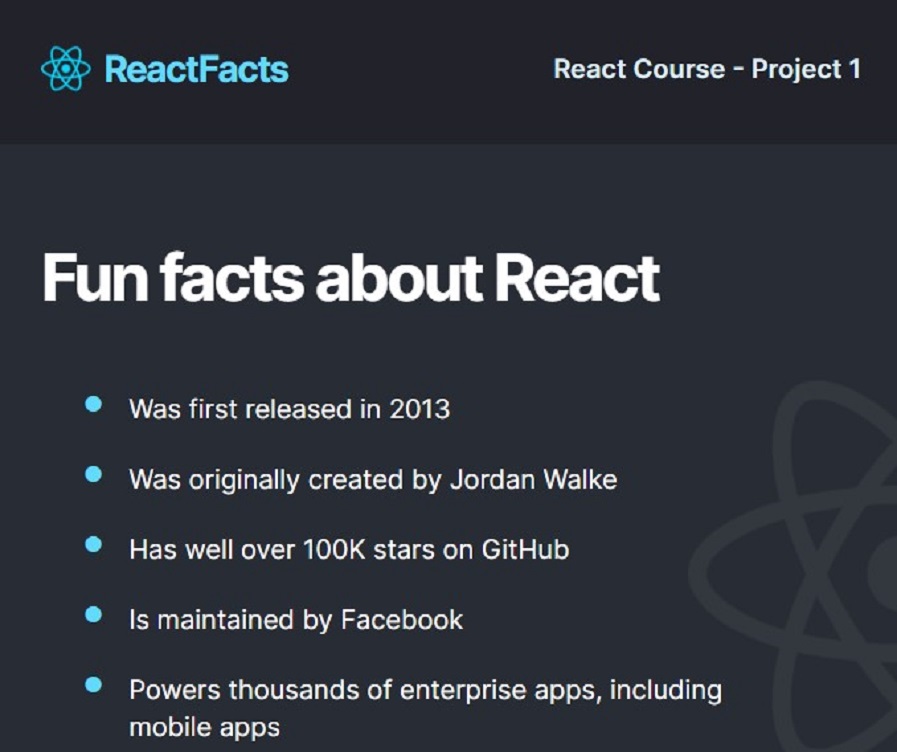 ReactFacts
React Course - Project 1
Fun facts about React
Was first released in 2013
Was originally created by Jordan Walke
Has well over 100K stars on GitHub
Is maintained by Facebook
Powers thousands of enterprise apps, including
mobile apps